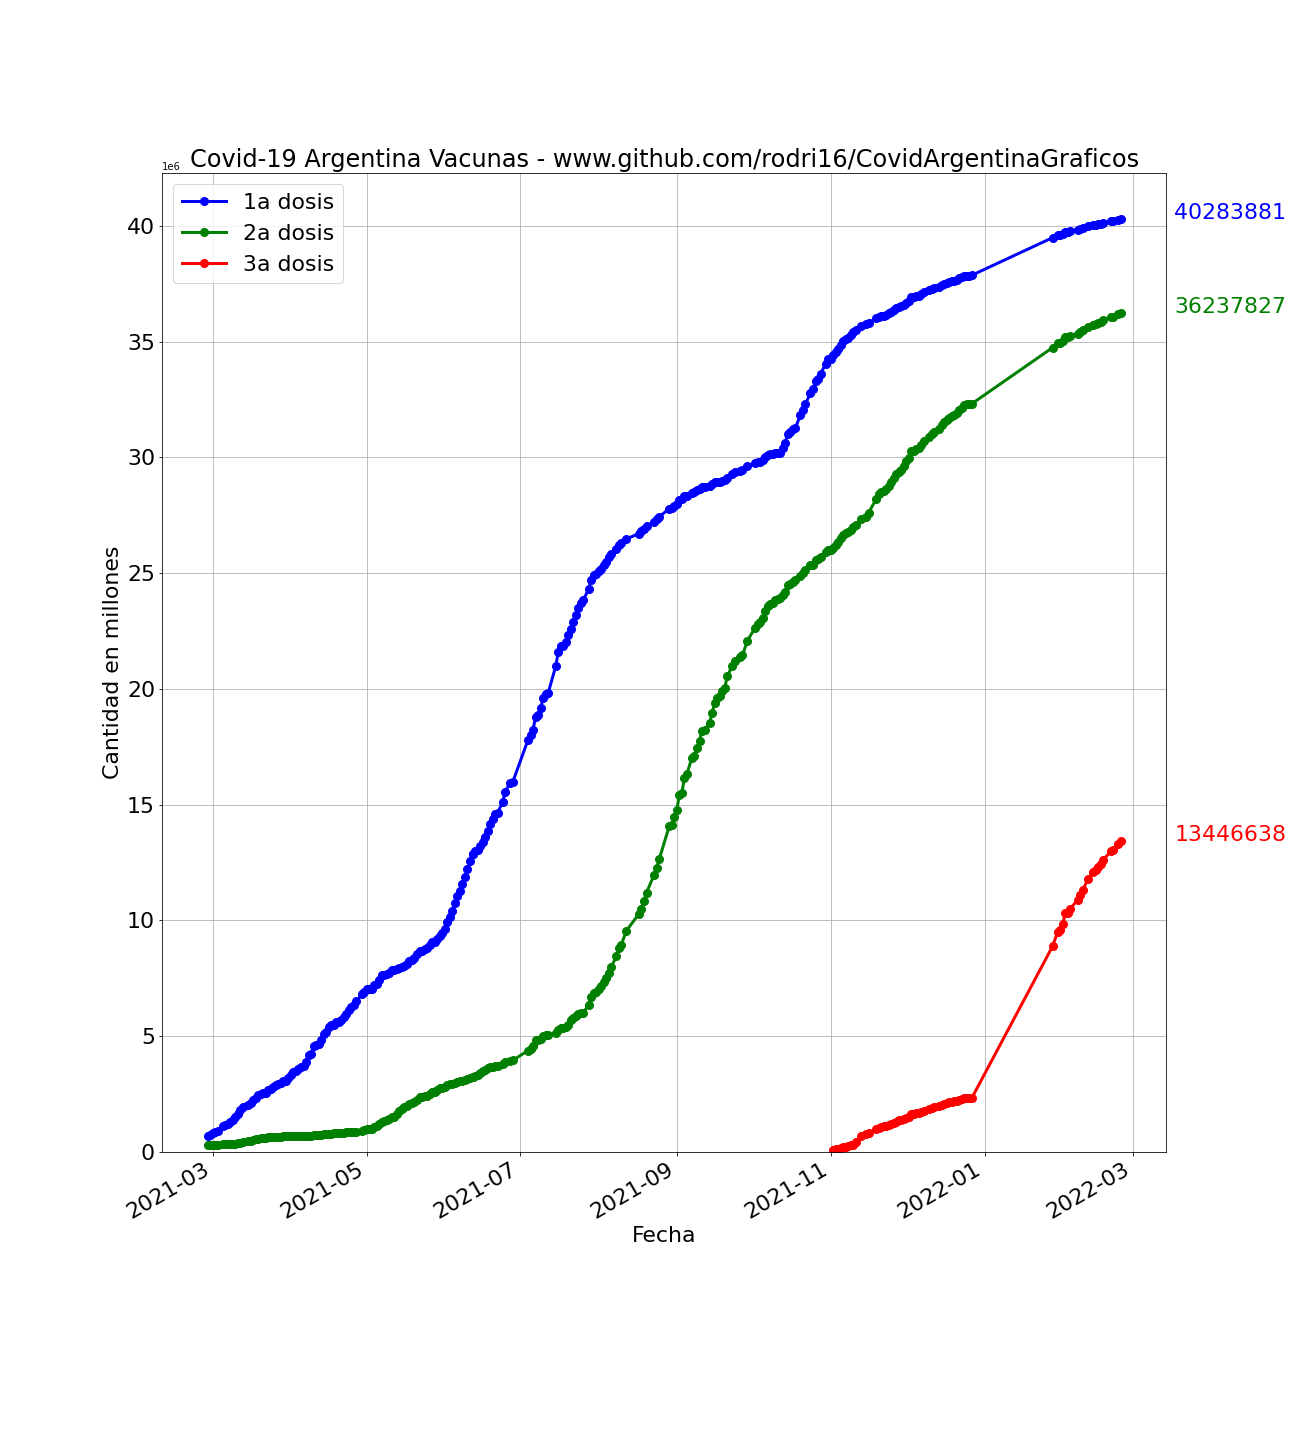 Covid-19 Argentina Vacunas - www.github.com/rodri16/CovidArgentinaGraficos
1e6
1a dosis
2a dosis
3a dosis
40283881
36237827
13446638
40
35
30
25
20
15
10
5
0
Cantidad en millones
2021-03
2021-05
2021-07
2021-09
2021-11
2022-01
2022-03
Fecha